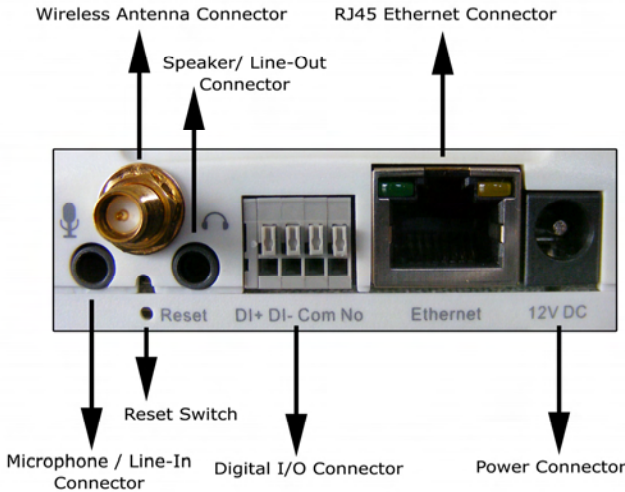 Wireless Antenna Connector
RJ45 Ethernet Connector
Speaker/ Line-Out
Connector
Reset
DI+ DI- Com No
Ethernet
12V DC
Reset Switch
Microphone / Line-In
Connector
Digital I/O Connector
Power Connector